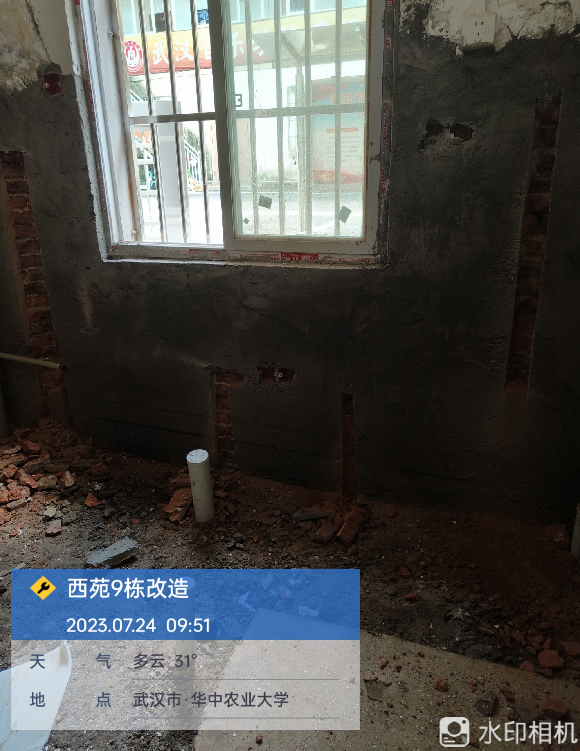 西苑9栋改造
2023.07.24 09:51
天 气 多云 31°
地 点 武汉市·华中农业大学
水印相机